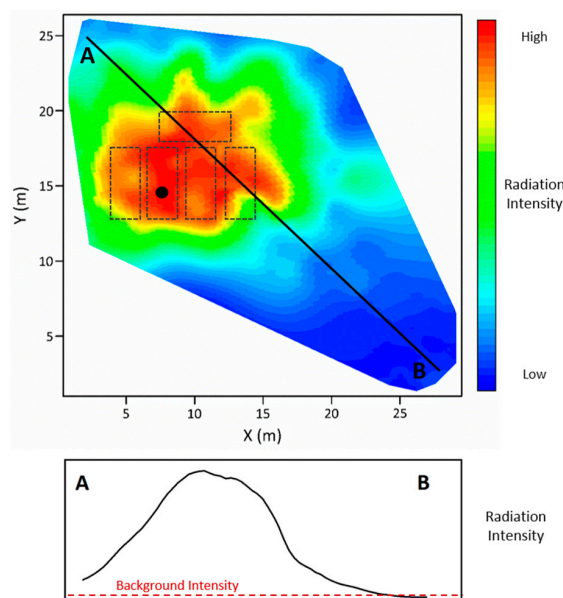 25
20
15
10
5
Y (m)
A
B
5
10
15
20
25
X (m)
High
Radiation
Intensity
Low
A
B
Background Intensity
Radiation
Intensity